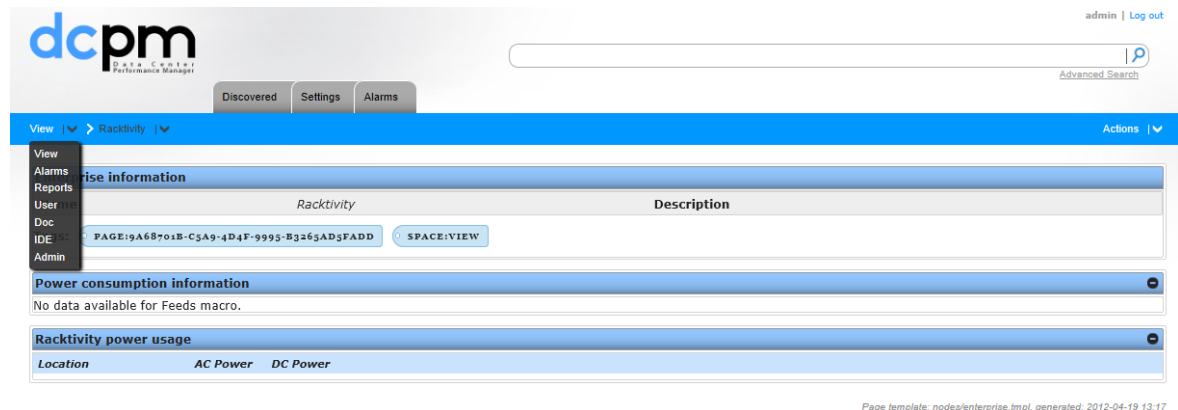 admin | Log out
dcpm
Data Center
Performance Manager
Advanced Search
Discovered Settings Alarms
View | Racktivity | Actions |
View
Alarms
Reports
User
Doc
IDE
Admin
rise information
Racktivity Description
PAGE:9A68701B-C5A9-4D4F-9995-B3265AD5FADD SPACE:VIEW
Power consumption information
No data available for Feeds macro.
Racktivity power usage
Location AC Power DC Power
Page template: nodes/enterprise.tmpl, generated: 2012-04-19 13:17